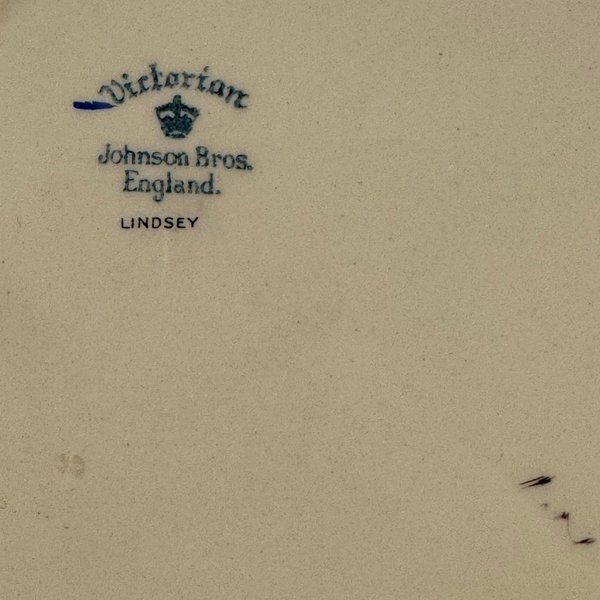 Victorian
Johnson Bros.
England.
LINDSEY